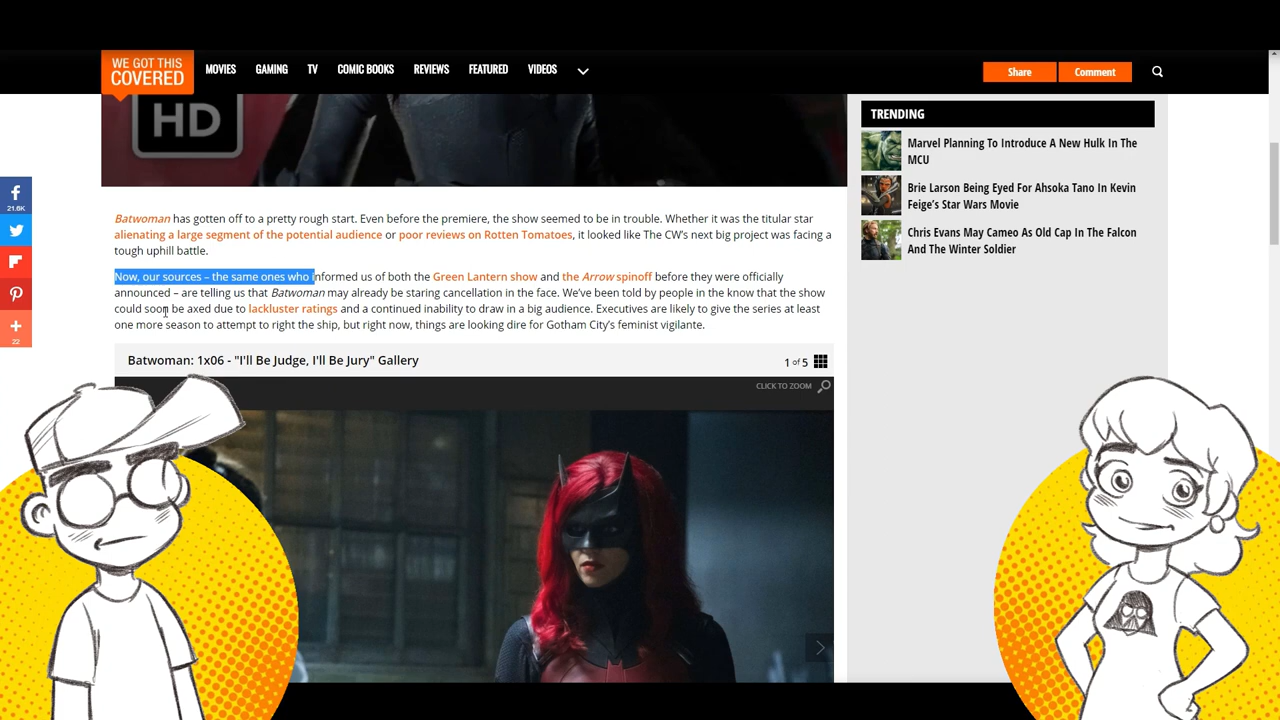 WE GOT THIS
COVERED
MOVIES
GAMING
TV
COMIC BOOKS
REVIEWS
FEATURED
VIDEOS
Share
Comment
HD
21.6K
22
Batwoman has gotten off to a pretty rough start. Even before the premiere, the show seemed to be in trouble. Whether it was the titular star
alienating a large segment of the potential audience or poor reviews on Rotten Tomatoes, it looked like The CW's next big project was facing a
tough uphill battle.
Now, our sources – the same ones who informed us of both the Green Lantern show and the Arrow spinoff before they were officially
announced – are telling us that Batwoman may already be staring cancellation in the face. We've been told by people in the know that the show
could soon be axed due to lackluster ratings and a continued inability to draw in a big audience. Executives are likely to give the series at least
one more season to attempt to right the ship, but right now, things are looking dire for Gotham City's feminist vigilante.
Batwoman: 1x06 - "I'll Be Judge, I'll Be Jury" Gallery
1 of 5
CLICK TO ZOOM
TRENDING
Marvel Planning To Introduce A New Hulk In The
MCU
Brie Larson Being Eyed For Ahsoka Tano In Kevin
Feige's Star Wars Movie
Chris Evans May Cameo As Old Cap In The Falcon
And The Winter Soldier